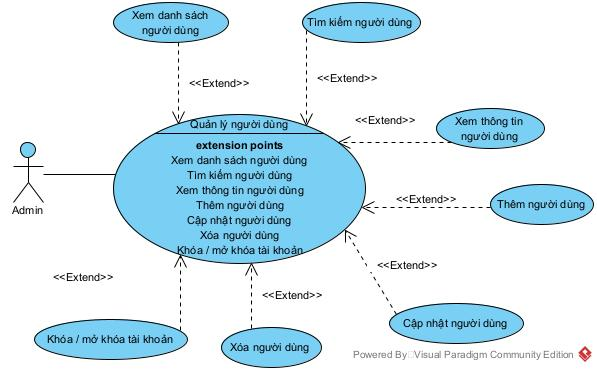 Xem danh sách
người dùng
Tìm kiếm người dùng
<<Extend>>
<<Extend>>
Xem thông tin
người dùng
<<Extend>>
Quản lý người dùng
extension points
Xem danh sách người dùng
Tìm kiếm người dùng
Xem thông tin người dùng
Thêm người dùng
Cập nhật người dùng
Xóa người dùng
Khóa / mở khóa tài khoản
Admin
<<Extend>>
Thêm người dùng
<<Extend>>
Cập nhật người dùng
<<Extend>>
Khóa / mở khóa tài khoản
<<Extend>>
Xóa người dùng
Powered By Visual Paradigm Community Edition